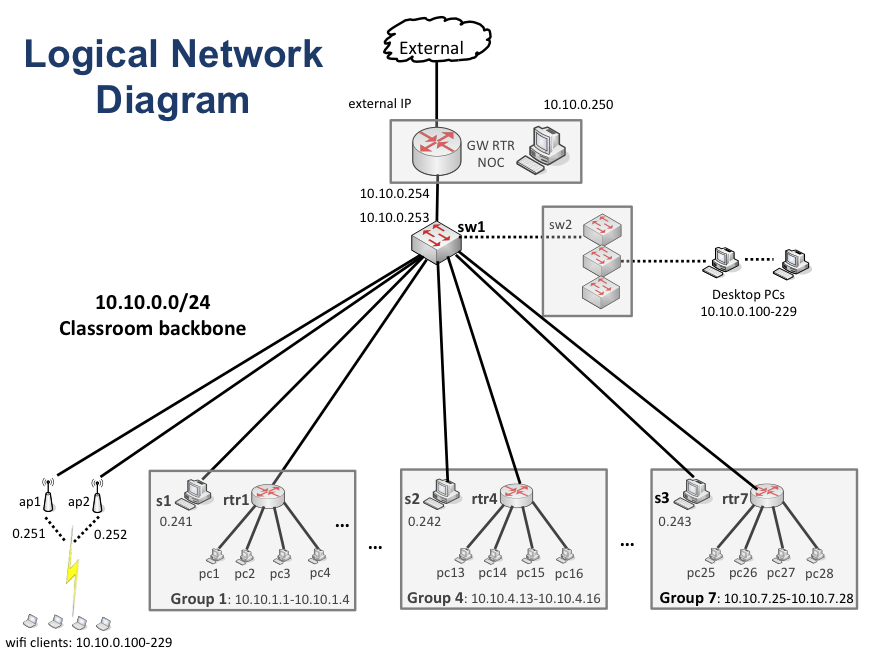 Logical Network
Diagram
External
external IP
10.10.0.250
GW RTR
NOC
10.10.0.254
10.10.0.253
sw1
sw2
Desktop PCs
10.10.0.100-229
10.10.0.0/24
Classroom backbone
ap1
ap2
0.251
0.252
wifi clients: 10.10.0.100-229
s1
rtr1
0.241
...
pc1 pc2 pc3 pc4
Group 1: 10.10.1.1-10.10.1.4
...
s2
rtr4
0.242
pc13 pc14 pc15 pc16
Group 4: 10.10.4.13-10.10.4.16
...
s3
rtr7
0.243
pc25 pc26 pc27 pc28
Group 7: 10.10.7.25-10.10.7.28